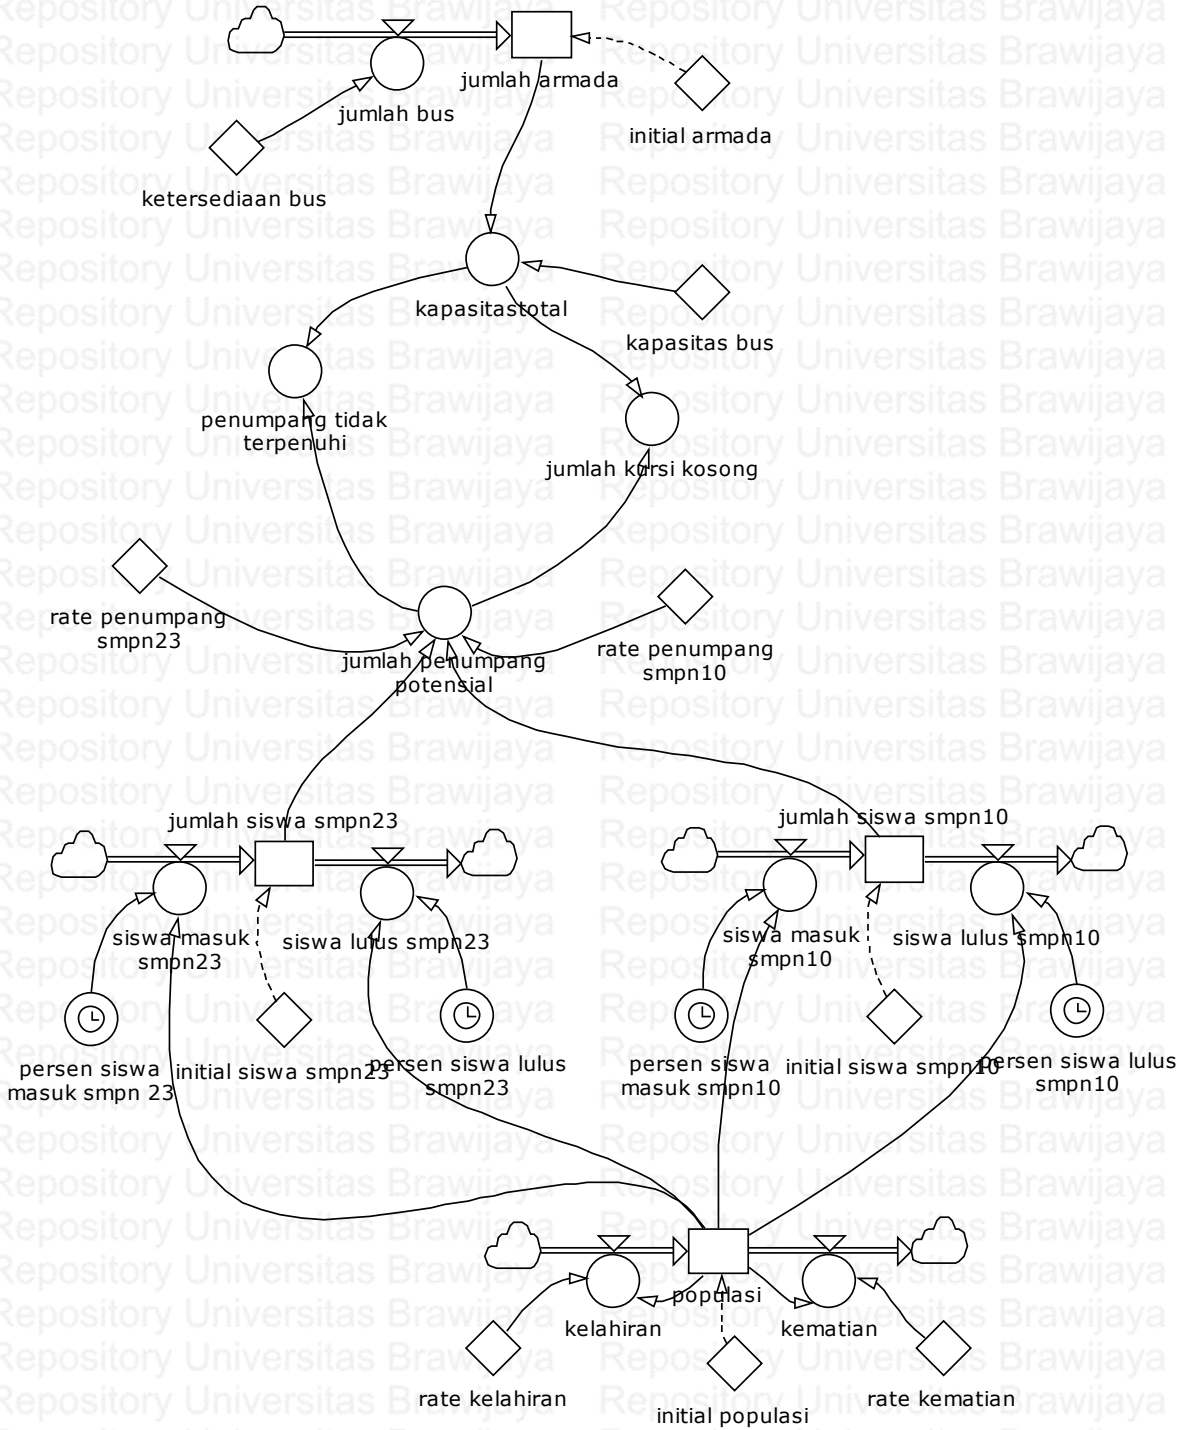 jumlah armada
jumlah bus
initial armada
ketersediaan bus
kapasitastotal
kapasitas bus
penumpang tidak
terpenuhi
jumlah kursi kosong
rate penumpang
smpn23
rate penumpang
smpn10
jumlah penumpang
potensial
jumlah siswa smpn23
jumlah siswa smpn10
siswa masuk
smpn23
siswa lulus smpn23
siswa masuk
smpn10
siswa lulus smpn10
persen siswa
masuk smpn 23
initial siswa smpn23
persen siswa lulus
smpn23
persen siswa
masuk smpn10
initial siswa smpn10
persen siswa lulus
smpn10
populasi
kelahiran
kematian
rate kelahiran
initial populasi
rate kematian
Repository Universitas Brawijaya